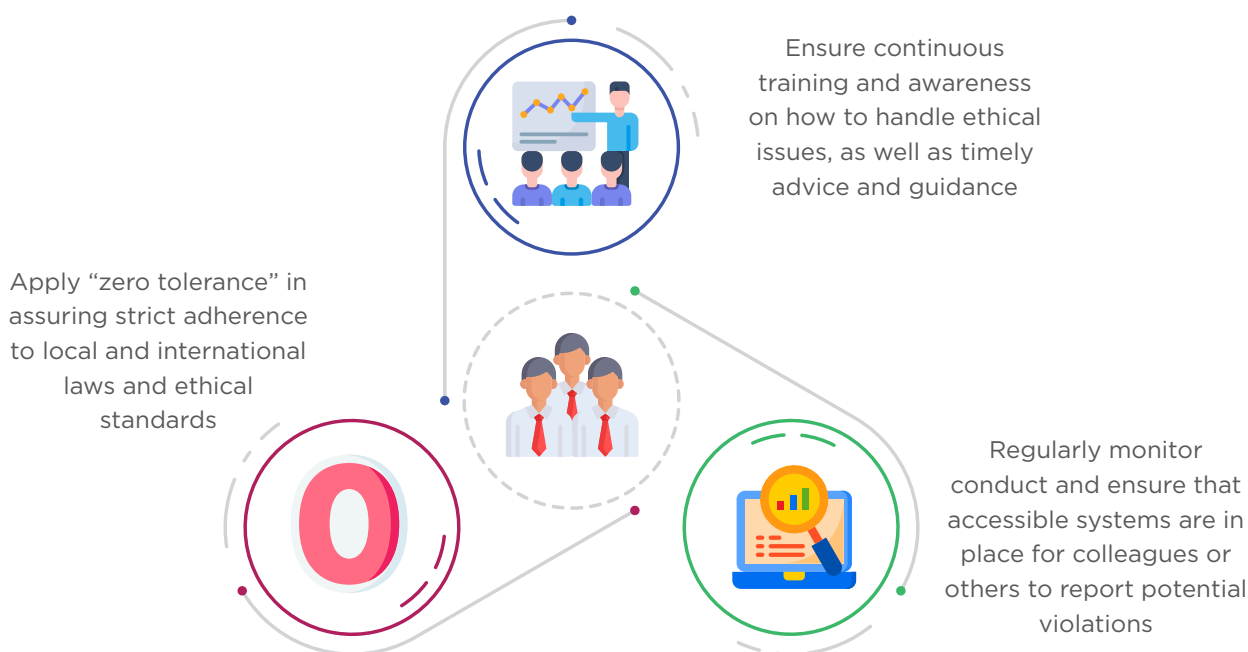 Ensure continuous
training and awareness
on how to handle ethical
issues, as well as timely
advice and guidance
Apply “zero tolerance” in
assuring strict adherence
to local and international
laws and ethical
standards
0
Regularly monitor
conduct and ensure that
accessible systems are in
place for colleagues or
others to report potential
violations